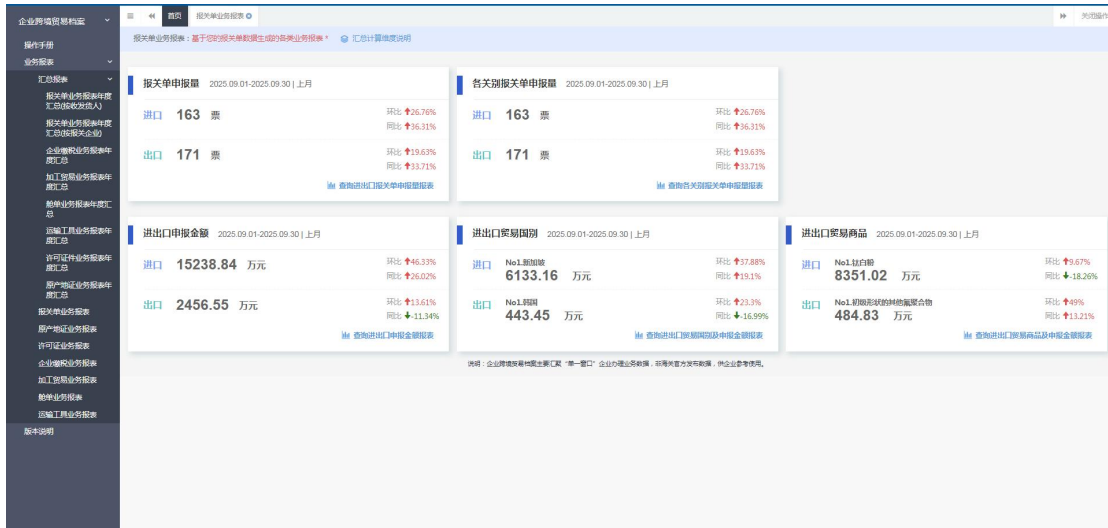 企业跨境贸易档案
首页
报关单业务报表
关闭操作
操作手册
业务报表
汇总报表
报关单业务报表年度
汇总(按收发货人)
报关单业务报表年度
汇总(按报关企业)
企业缴税业务报表年
度汇总
加工贸易业务报表年
度汇总
舱单业务报表年度汇
总
运输工具业务报表年
度汇总
许可证件业务报表年
度汇总
原产地证业务报表年
度汇总
报关单业务报表
原产地证业务报表
许可证业务报表
企业缴税业务报表
加工贸易业务报表
舱单业务报表
运输工具业务报表
版本说明
报关单业务报表：基于您的报关单数据生成的各类业务报表。 汇总计算维度说明
报关单申报量 2025.09.01-2025.09.30 | 上月
进口 163 票 环比 26.76%
同比 36.31%
出口 171 票 环比 19.63%
同比 33.71%
查询进出口报关单申报量报表
各关别报关单申报量 2025.09.01-2025.09.30 | 上月
进口 163 票 环比 26.76%
同比 36.31%
出口 171 票 环比 19.63%
同比 33.71%
查询各关别报关单申报量报表
进出口申报金额 2025.09.01-2025.09.30 | 上月
进口 15238.84 万元 环比 46.33%
同比 26.02%
出口 2456.55 万元 环比 13.61%
同比 -11.34%
查询进出口申报金额报表
进出口贸易国别 2025.09.01-2025.09.30 | 上月
进口 No1.新加坡 环比 37.88%
6133.16 万元 同比 19.1%
出口 No1.韩国 环比 23.3%
443.45 万元 同比 -16.99%
查询进出口贸易国别及申报金额报表
进出口贸易商品 2025.09.01-2025.09.30 | 上月
进口 No1.钛白粉 环比 9.67%
8351.02 万元 同比 -18.26%
出口 No1.初级形状的其他氟聚合物 环比 49%
484.83 万元 同比 13.21%
查询进出口贸易商品及申报金额报表
说明：企业跨境贸易档案主要汇聚“单一窗口”企业办理业务数据，非海关官方发布数据，供企业参考使用。